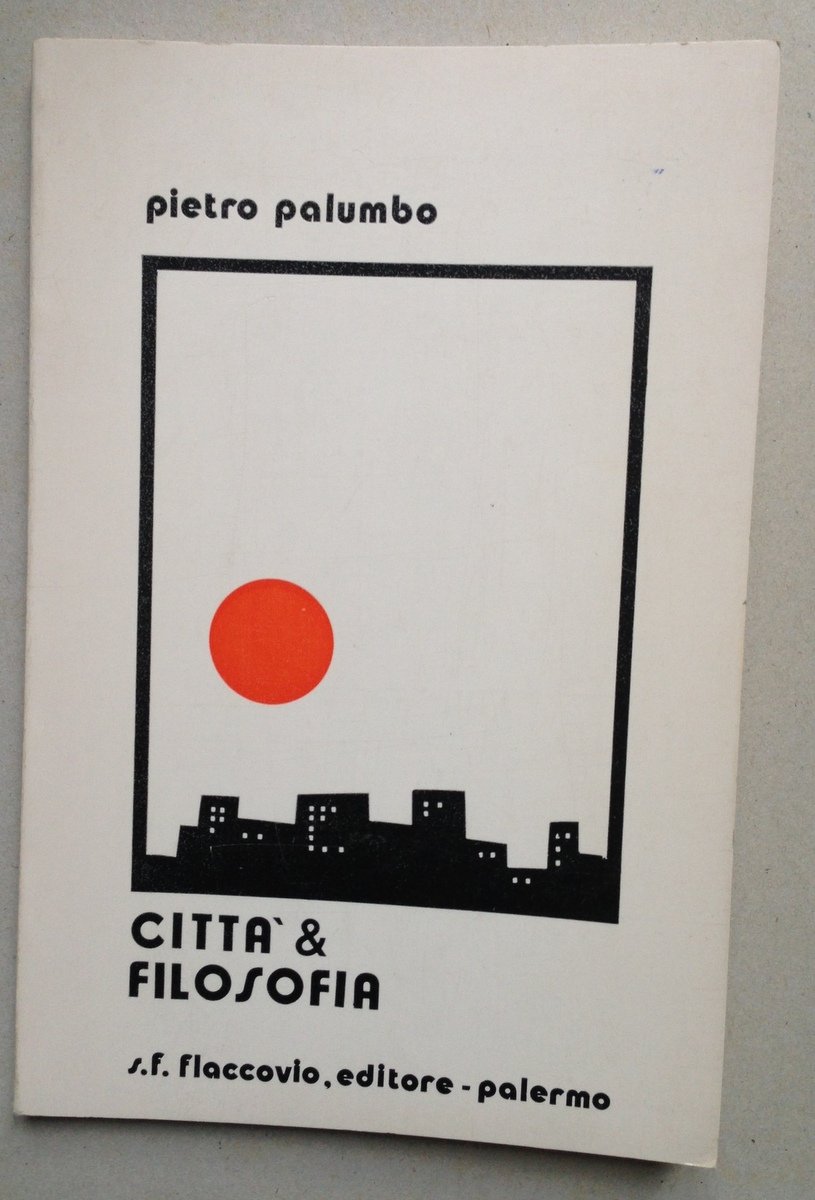 pietro palumbo
CITTA` &
FILOSOFIA
s.f. flaccovio, editore - palermo